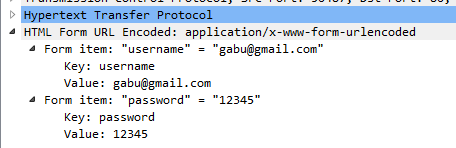 Hypertext Transfer Protocol
HTML Form URL Encoded: application/x-www-form-urlencoded
Form item: "username" = "gabu@gmail.com"
Key: username
Value: gabu@gmail.com
Form item: "password" = "12345"
Key: password
Value: 12345